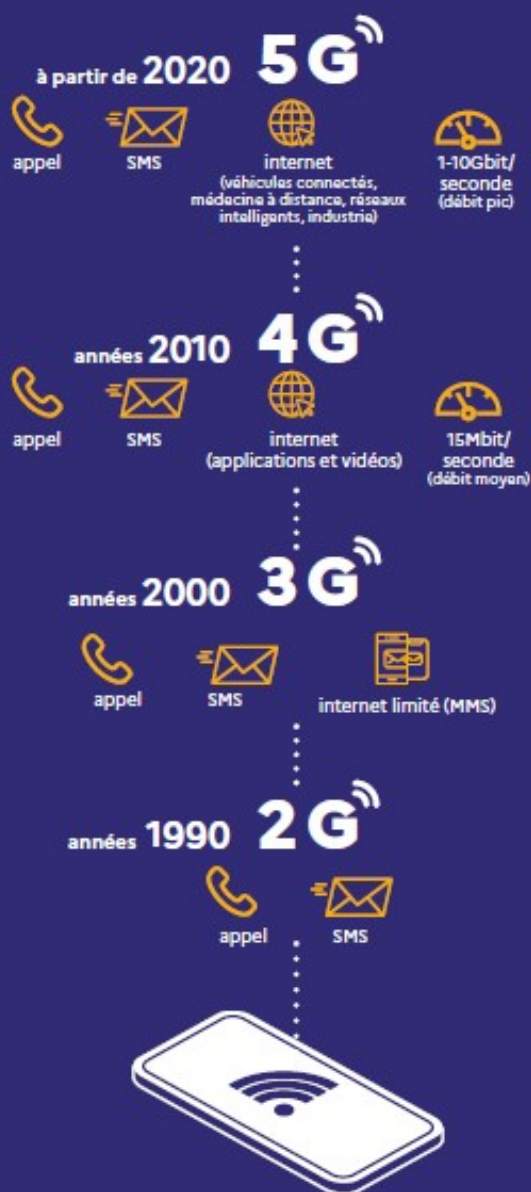 à partir de 2020 5G
appel
SMS
internet
(véhicules connectés,
médecine à distance, réseaux
intelligents, industrie)
1-10Gbit/
seconde
(débit pic)
années 2010 4G
appel
SMS
internet
(applications et vidéos)
15Mbit/
seconde
(débit moyen)
années 2000 3G
appel
SMS
internet limité (MMS)
années 1990 2G
appel
SMS